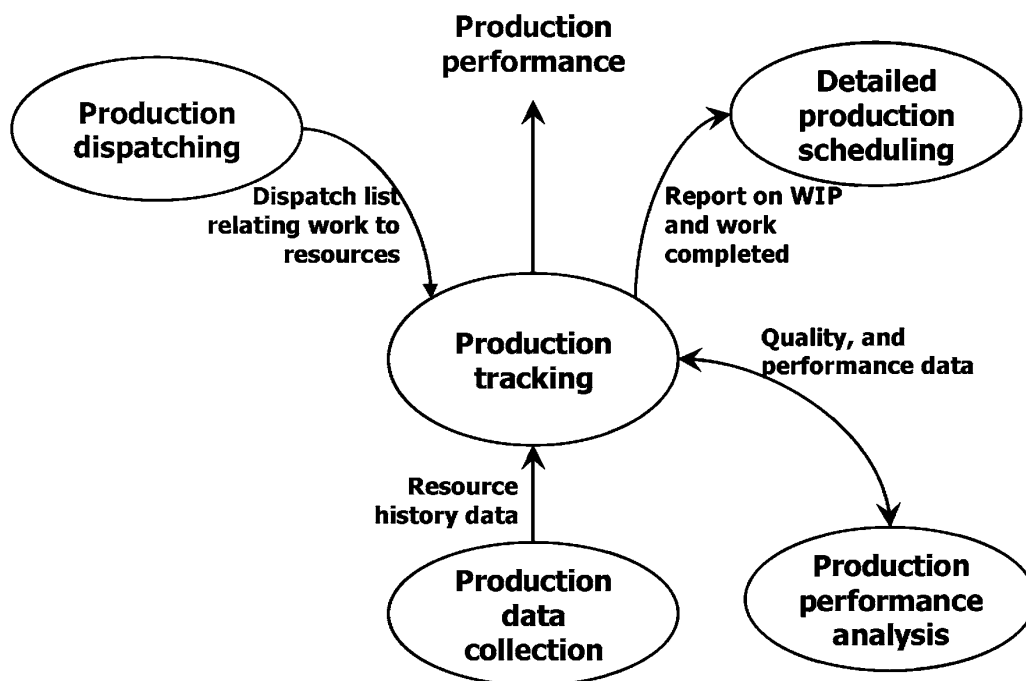 Production
performance
Production
dispatching
Detailed
production
scheduling
Dispatch list
relating work to
resources
Report on WIP
and work
completed
Production
tracking
Quality, and
performance data
Resource
history data
Production
data
collection
Production
performance
analysis